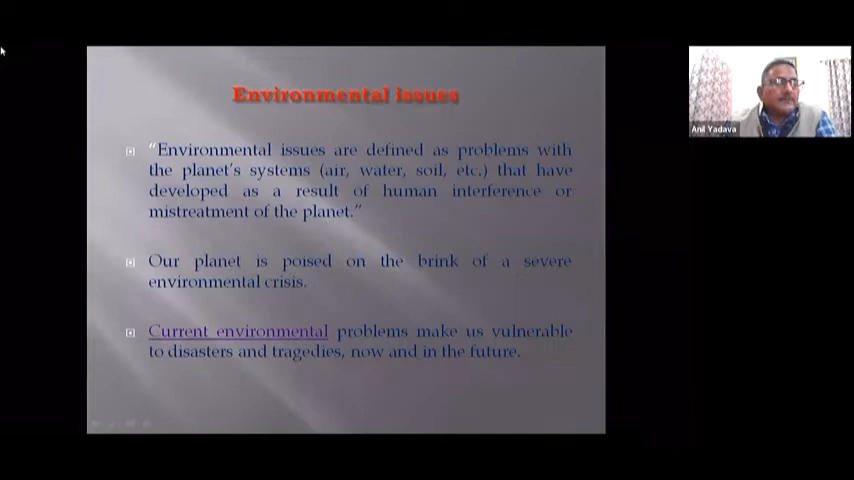 Environmental issues
“Environmental issues are defined as problems with
the planet’s systems (air, water, soil, etc.) that have
developed as a result of human interference or
mistreatment of the planet.”
Our planet is poised on the brink of a severe
environmental crisis.
Current environmental problems make us vulnerable
to disasters and tragedies, now and in the future.
Anil Yadava